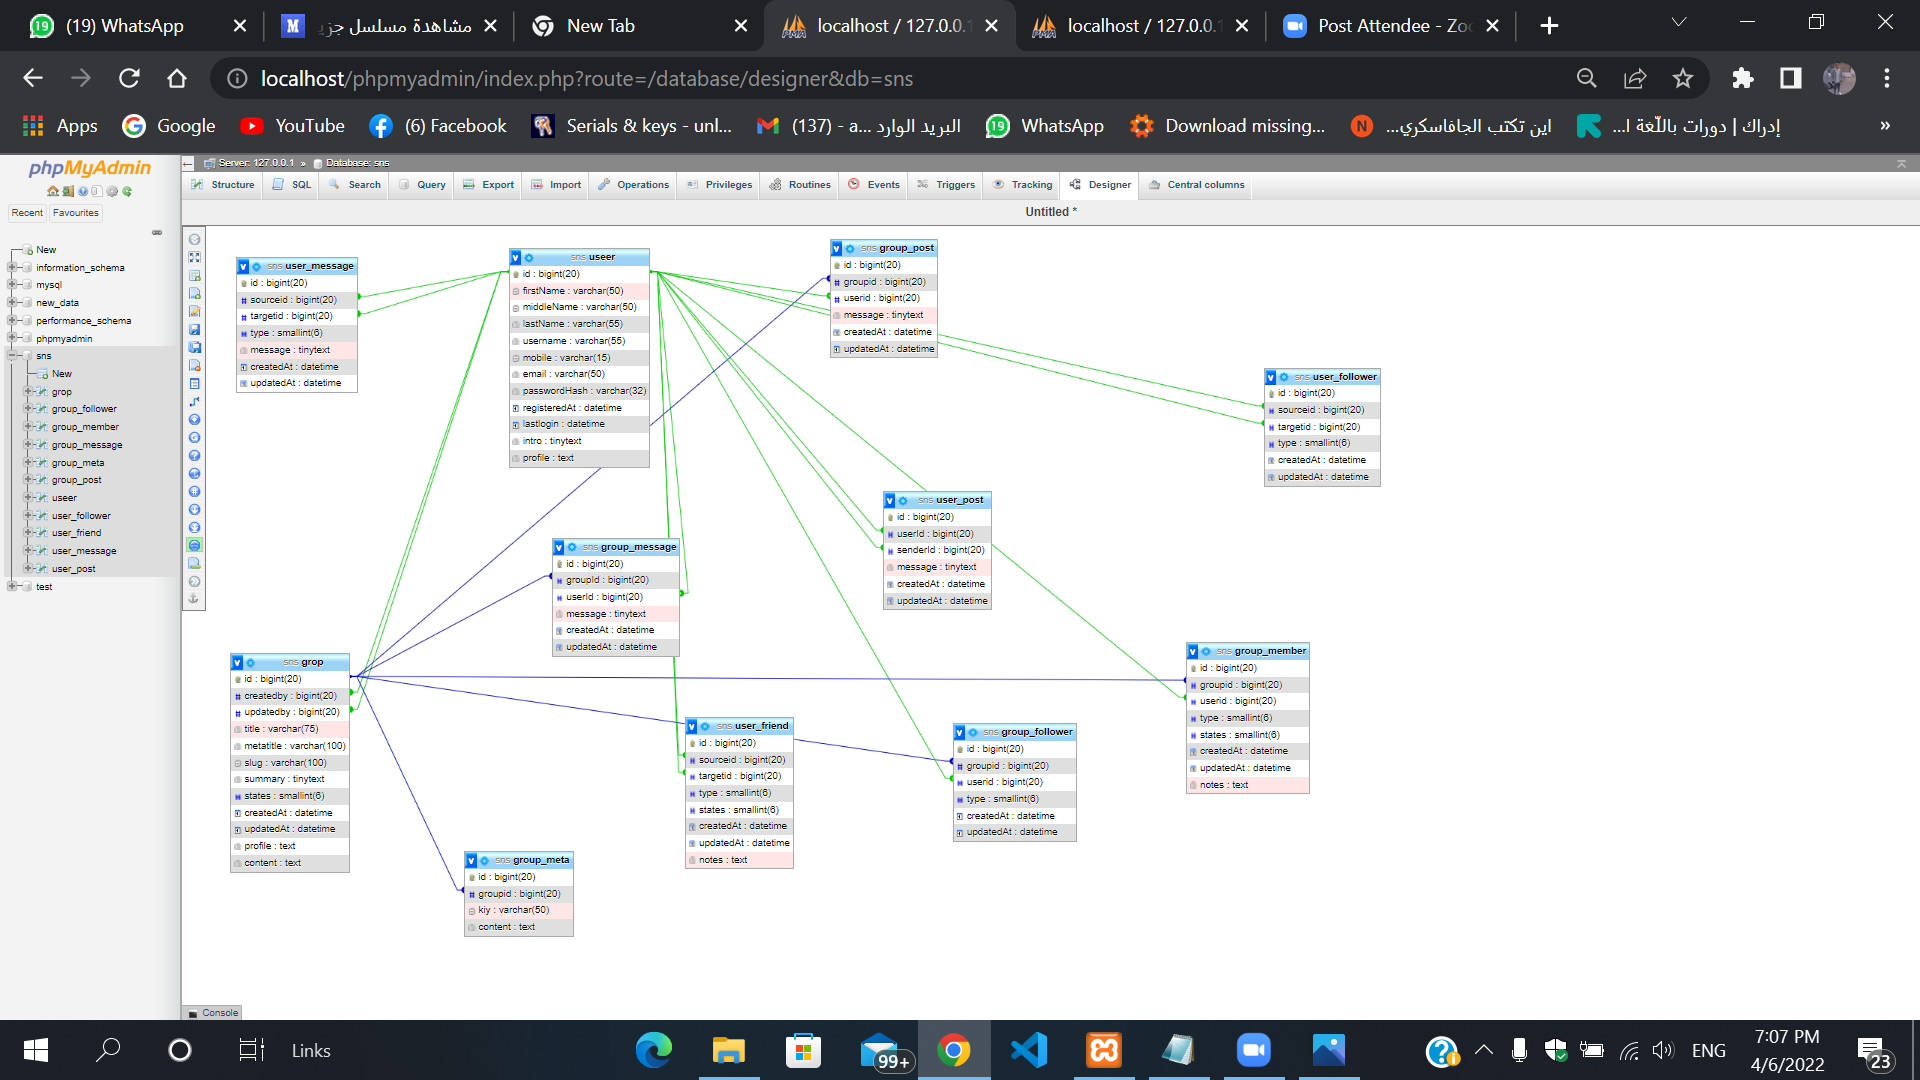 (19) WhatsApp
مشاهدة مسلسل جزي
New Tab
localhost / 127.0.0.1
localhost / 127.0.0.1
Post Attendee - Zoo
localhost/phpmyadmin/index.php?route=/database/designer&db=sns
Apps
Google
YouTube
(6) Facebook
Serials & keys - unl...
(137) - a... البريد الوارد
WhatsApp
Download missing...
اين تكتب الجافاسكري...
إدراك | دورات باللّغة ا...
»
phpMyAdmin
Recent
Favourites
New
information_schema
mysql
new_data
performance_schema
phpmyadmin
sns
New
grop
group_follower
group_member
group_message
group_meta
group_post
useer
user_follower
user_friend
user_message
user_post
test
Server: 127.0.0.1 » Database: sns
Structure
SQL
Search
Query
Export
Import
Operations
Privileges
Routines
Events
Triggers
Tracking
Designer
Central columns
Untitled *
sns user_message
id : bigint(20)
sourceid : bigint(20)
targetid : bigint(20)
type : smallint(6)
message : tinytext
createdAt : datetime
updatedAt : datetime
sns useer
id : bigint(20)
firstName : varchar(50)
middleName : varchar(50)
lastName : varchar(55)
username : varchar(55)
mobile : varchar(15)
email : varchar(50)
passwordHash : varchar(32)
registeredAt : datetime
lastlogin : datetime
intro : tinytext
profile : text
sns group_post
id : bigint(20)
groupid : bigint(20)
userid : bigint(20)
message : tinytext
createdAt : datetime
updatedAt : datetime
sns user_follower
id : bigint(20)
sourceid : bigint(20)
targetid : bigint(20)
type : smallint(6)
createdAt : datetime
updatedAt : datetime
sns user_post
id : bigint(20)
userId : bigint(20)
senderId : bigint(20)
message : tinytext
createdAt : datetime
updatedAt : datetime
sns group_message
id : bigint(20)
groupId : bigint(20)
userId : bigint(20)
message : tinytext
createdAt : datetime
updatedAt : datetime
sns grop
id : bigint(20)
createdby : bigint(20)
updatedby : bigint(20)
title : varchar(75)
metatitle : varchar(100)
slug : varchar(100)
summary : tinytext
states : smallint(6)
createdAt : datetime
updatedAt : datetime
profile : text
content : text
sns group_member
id : bigint(20)
groupid : bigint(20)
userid : bigint(20)
type : smallint(6)
states : smallint(6)
createdAt : datetime
updatedAt : datetime
notes : text
sns user_friend
id : bigint(20)
sourceid : bigint(20)
targetid : bigint(20)
type : smallint(6)
states : smallint(6)
createdAt : datetime
updatedAt : datetime
notes : text
sns group_follower
id : bigint(20)
groupid : bigint(20)
userid : bigint(20)
type : smallint(6)
createdAt : datetime
updatedAt : datetime
sns group_meta
id : bigint(20)
groupid : bigint(20)
kiy : varchar(50)
content : text
Console
Links
99+
ENG
7:07 PM
4/6/2022
23